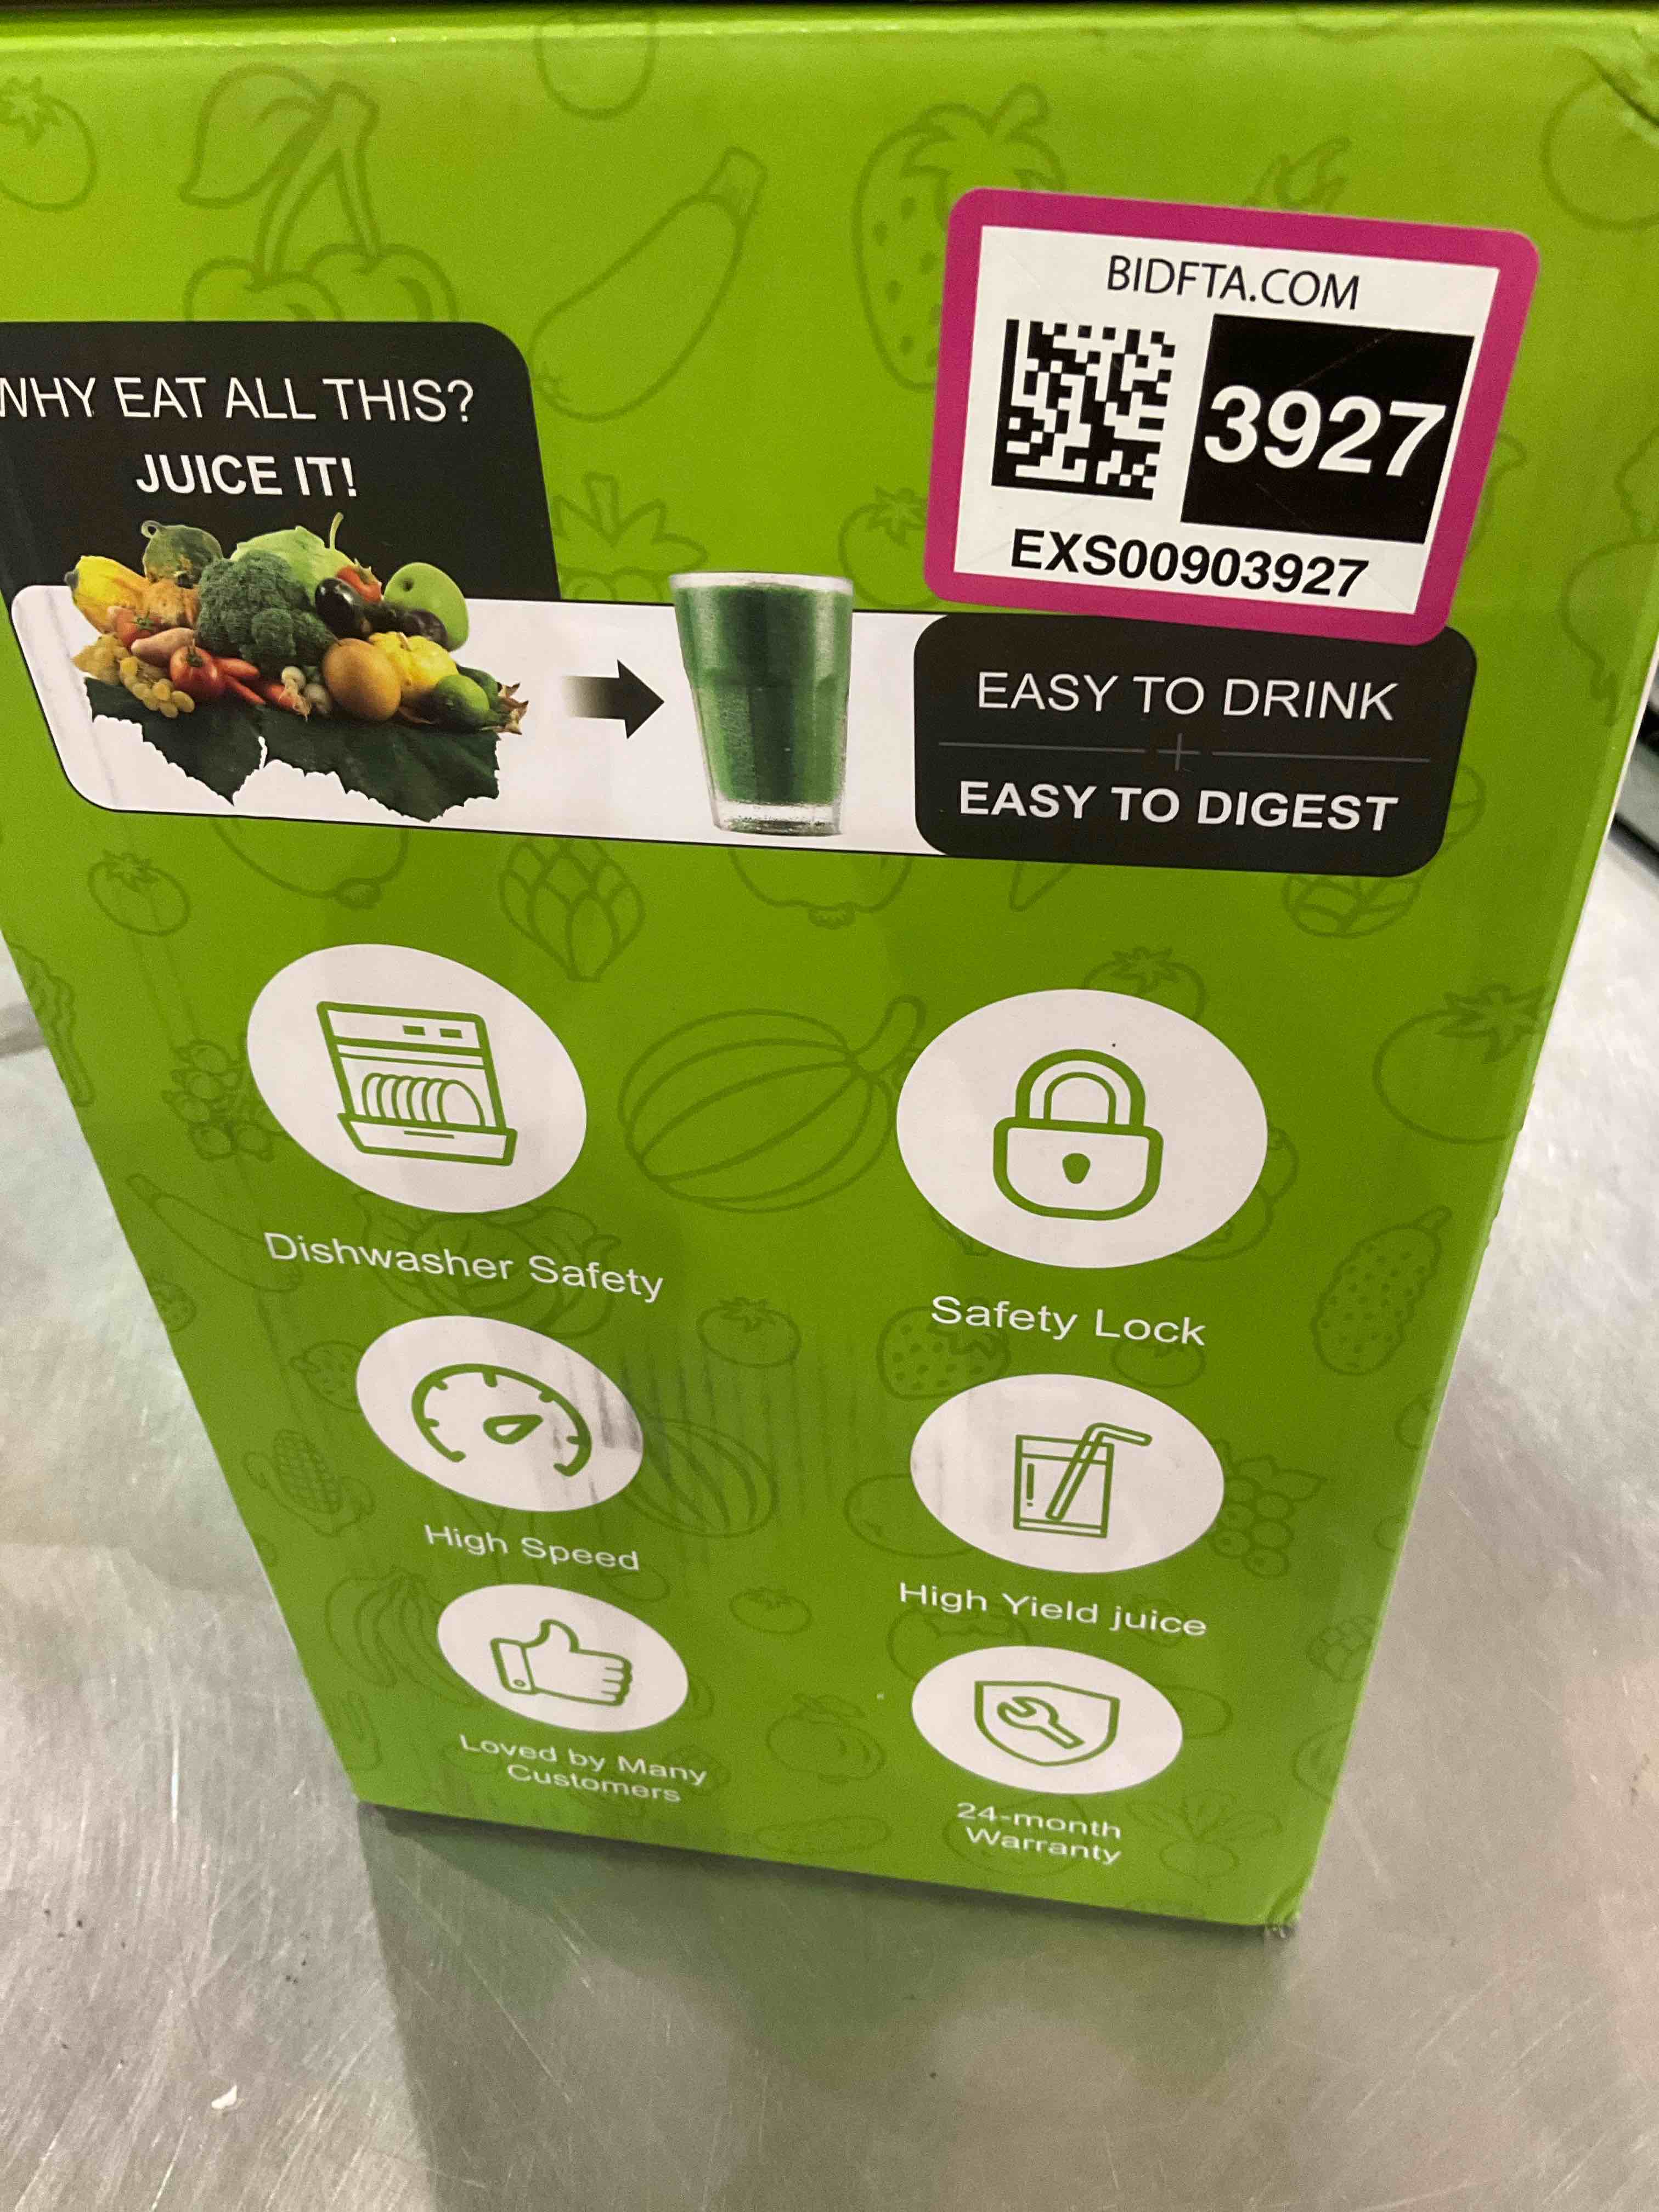 BIDFTA.COM
3927
EXS00903927
WHY EAT ALL THIS?
JUICE IT!
EASY TO DRINK
+
EASY TO DIGEST
Dishwasher Safety
Safety Lock
High Speed
High Yield juice
Loved by Many
Customers
24-month
Warranty